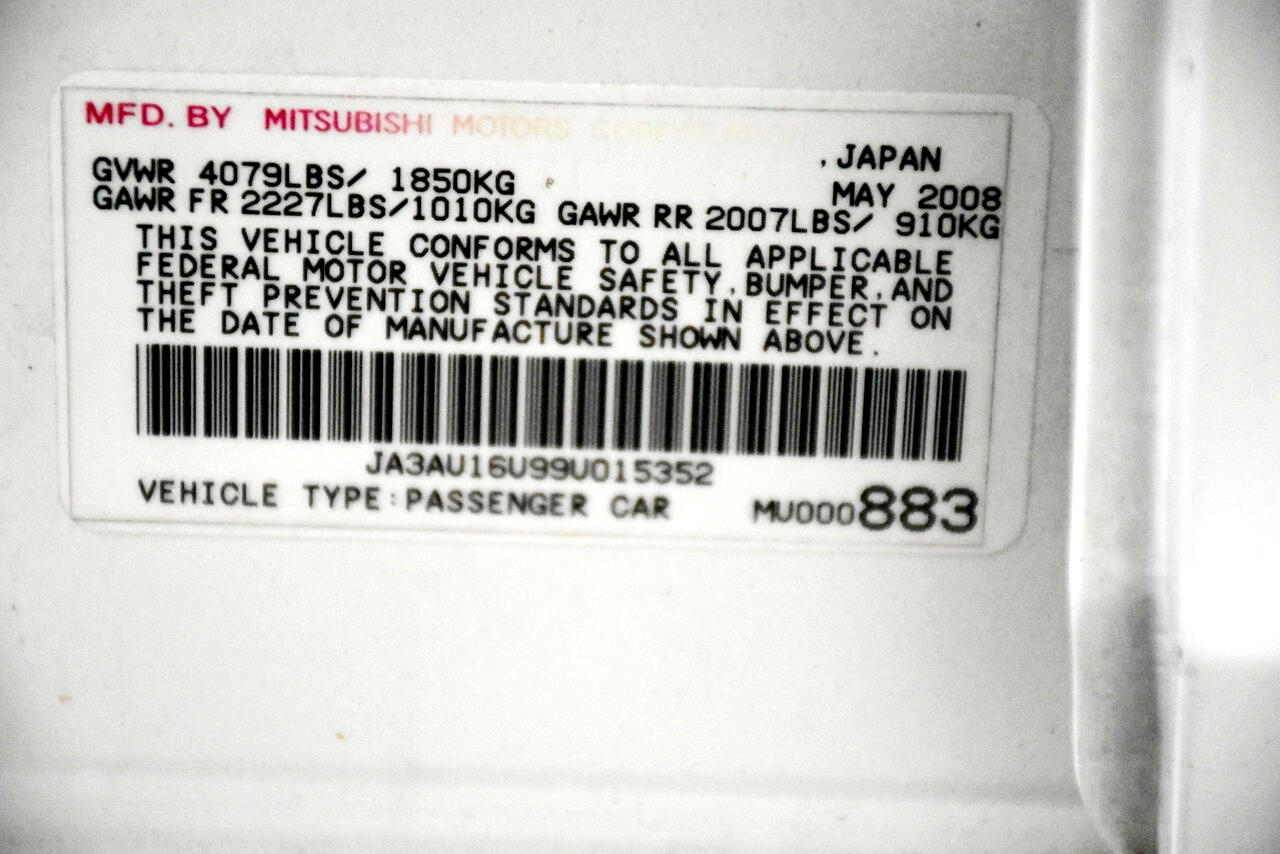 MFD. BY MITSUBISHI MOTORS CORPORATION
, JAPAN
GVWR 4079LBS/ 1850KG MAY 2008
GAWR FR 2227LBS/1010KG GAWR RR 2007LBS/ 910KG
THIS VEHICLE CONFORMS TO ALL APPLICABLE
FEDERAL MOTOR VEHICLE SAFETY,BUMPER,AND
THEFT PREVENTION STANDARDS IN EFFECT ON
THE DATE OF MANUFACTURE SHOWN ABOVE.
JA3AU16U99U015352
VEHICLE TYPE:PASSENGER CAR MU000883